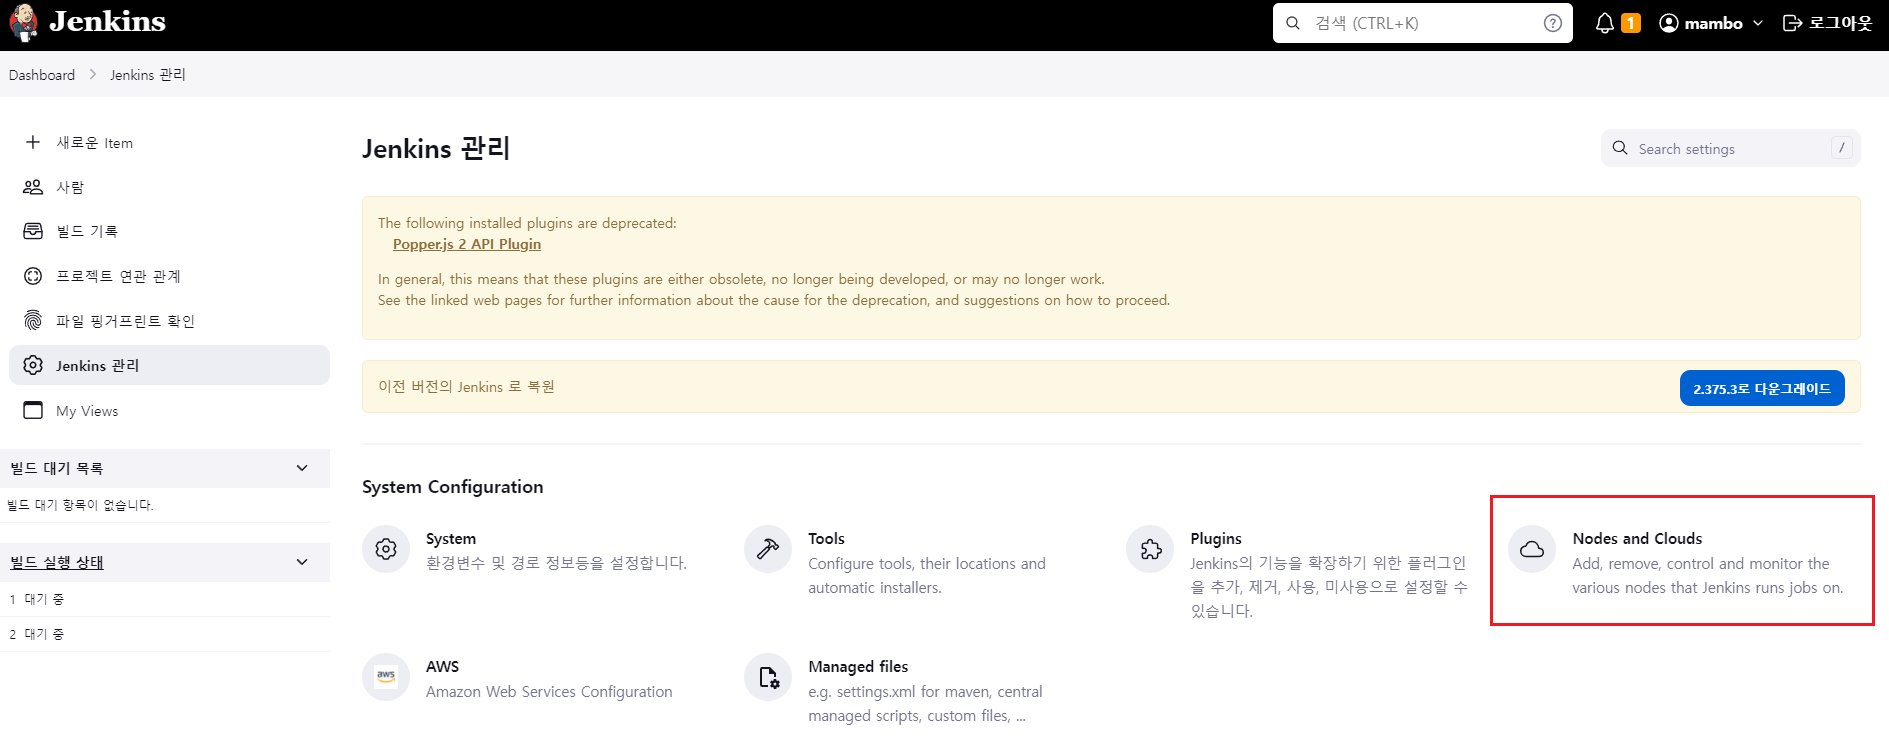 Jenkins
검색 (CTRL+K)
1
mambo
로그아웃
Dashboard
Jenkins 관리
새로운 Item
사람
빌드 기록
프로젝트 연관 관계
파일 핑거프린트 확인
Jenkins 관리
My Views
빌드 대기 목록
빌드 대기 항목이 없습니다.
빌드 실행 상태
1 대기 중
2 대기 중
Jenkins 관리
Search settings
/
The following installed plugins are deprecated:
Popper.js 2 API Plugin
In general, this means that these plugins are either obsolete, no longer being developed, or may no longer work.
See the linked web pages for further information about the cause for the deprecation, and suggestions on how to proceed.
이전 버전의 Jenkins 로 복원
2.375.3로 다운그레이드
System Configuration
System
환경변수 및 경로 정보등을 설정합니다.
Tools
Configure tools, their locations and
automatic installers.
Plugins
Jenkins의 기능을 확장하기 위한 플러그인
을 추가, 제거, 사용, 미사용으로 설정할 수
있습니다.
Nodes and Clouds
Add, remove, control and monitor the
various nodes that Jenkins runs jobs on.
aws
AWS
Amazon Web Services Configuration
Managed files
e.g. settings.xml for maven, central
managed scripts, custom files, ...